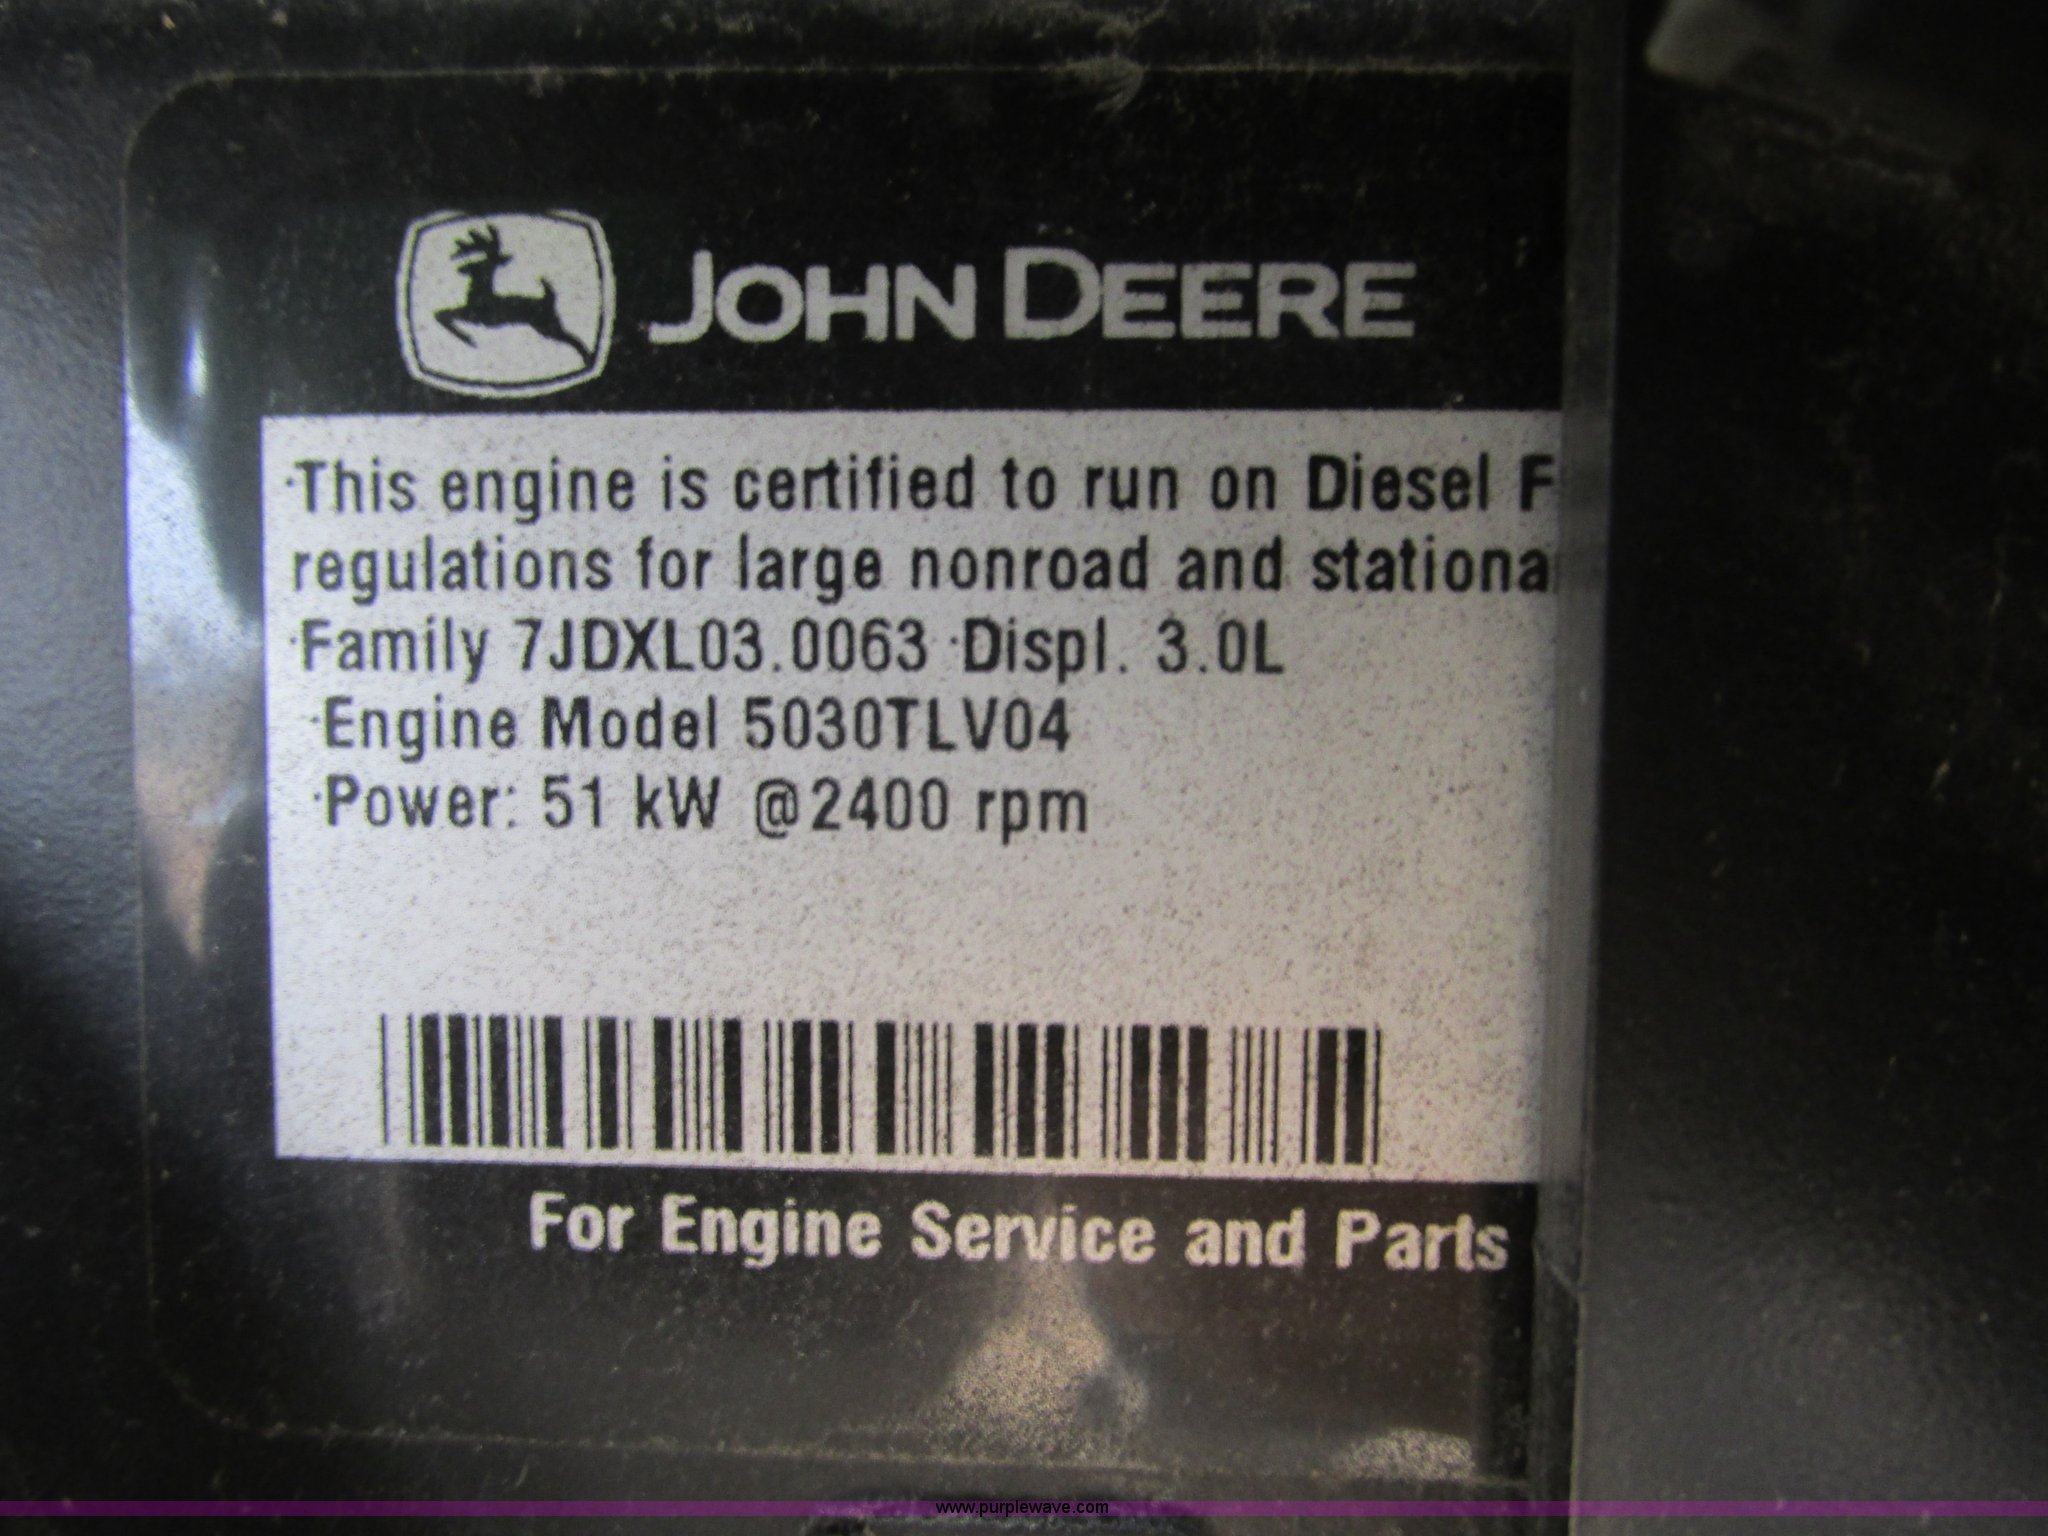 JOHN DEERE
·This engine is certified to run on Diesel F
regulations for large nonroad and stationa
·Family 7JDXL03.0063 ·Displ. 3.0L
·Engine Model 5030TLV04
·Power: 51 kW @2400 rpm
For Engine Service and Parts
www.purplewave.com